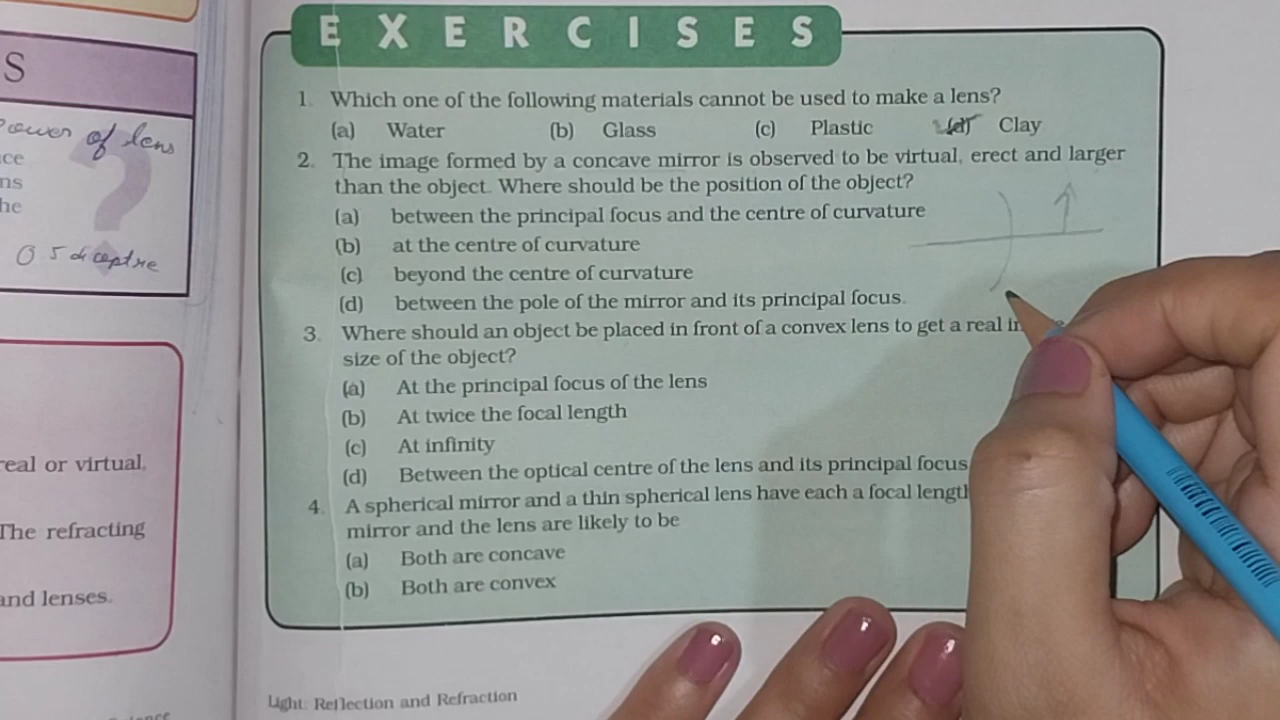 S
Power of lens
ce
ns
he
0 5 dioptre
real or virtual.
The refracting
and lenses.
EXERCISES
1. Which one of the following materials cannot be used to make a lens?
(a) Water (b) Glass (c) Plastic (d) Clay
2. The image formed by a concave mirror is observed to be virtual, erect and larger
than the object. Where should be the position of the object?
(a) between the principal focus and the centre of curvature
(b) at the centre of curvature
(c) beyond the centre of curvature
(d) between the pole of the mirror and its principal focus.
3. Where should an object be placed in front of a convex lens to get a real
size of the object?
(a) At the principal focus of the lens
(b) At twice the focal length
(c) At infinity
(d) Between the optical centre of the lens and its principal focus
4. A spherical mirror and a thin spherical lens have each a focal length
mirror and the lens are likely to be
(a) Both are concave
(b) Both are convex
Light: Reflection and Refraction